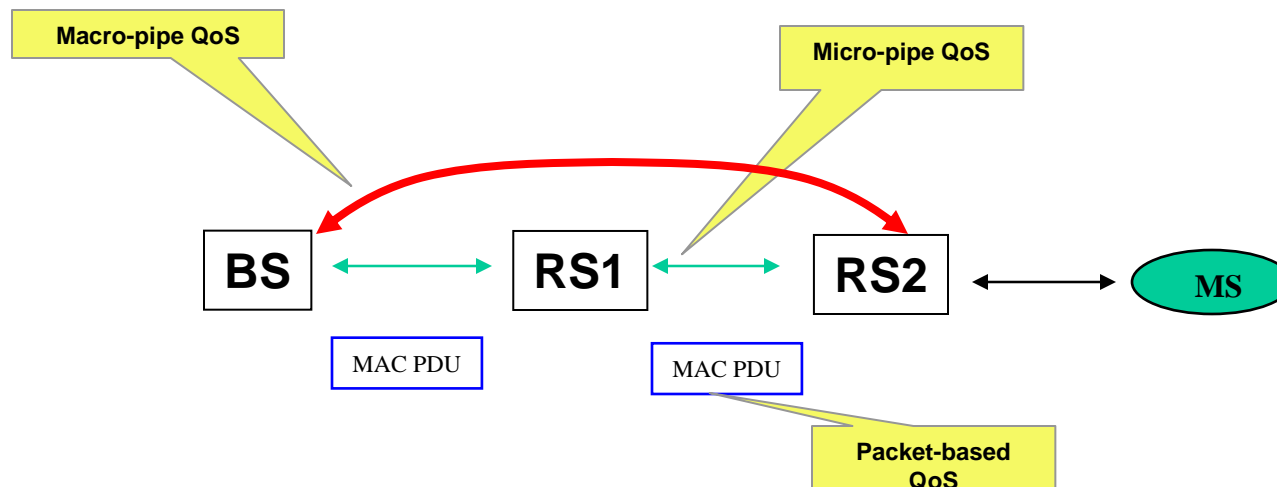 Macro-pipe QoS
Micro-pipe QoS
BS
RS1
RS2
MS
MAC PDU
MAC PDU
Packet-based
QoS